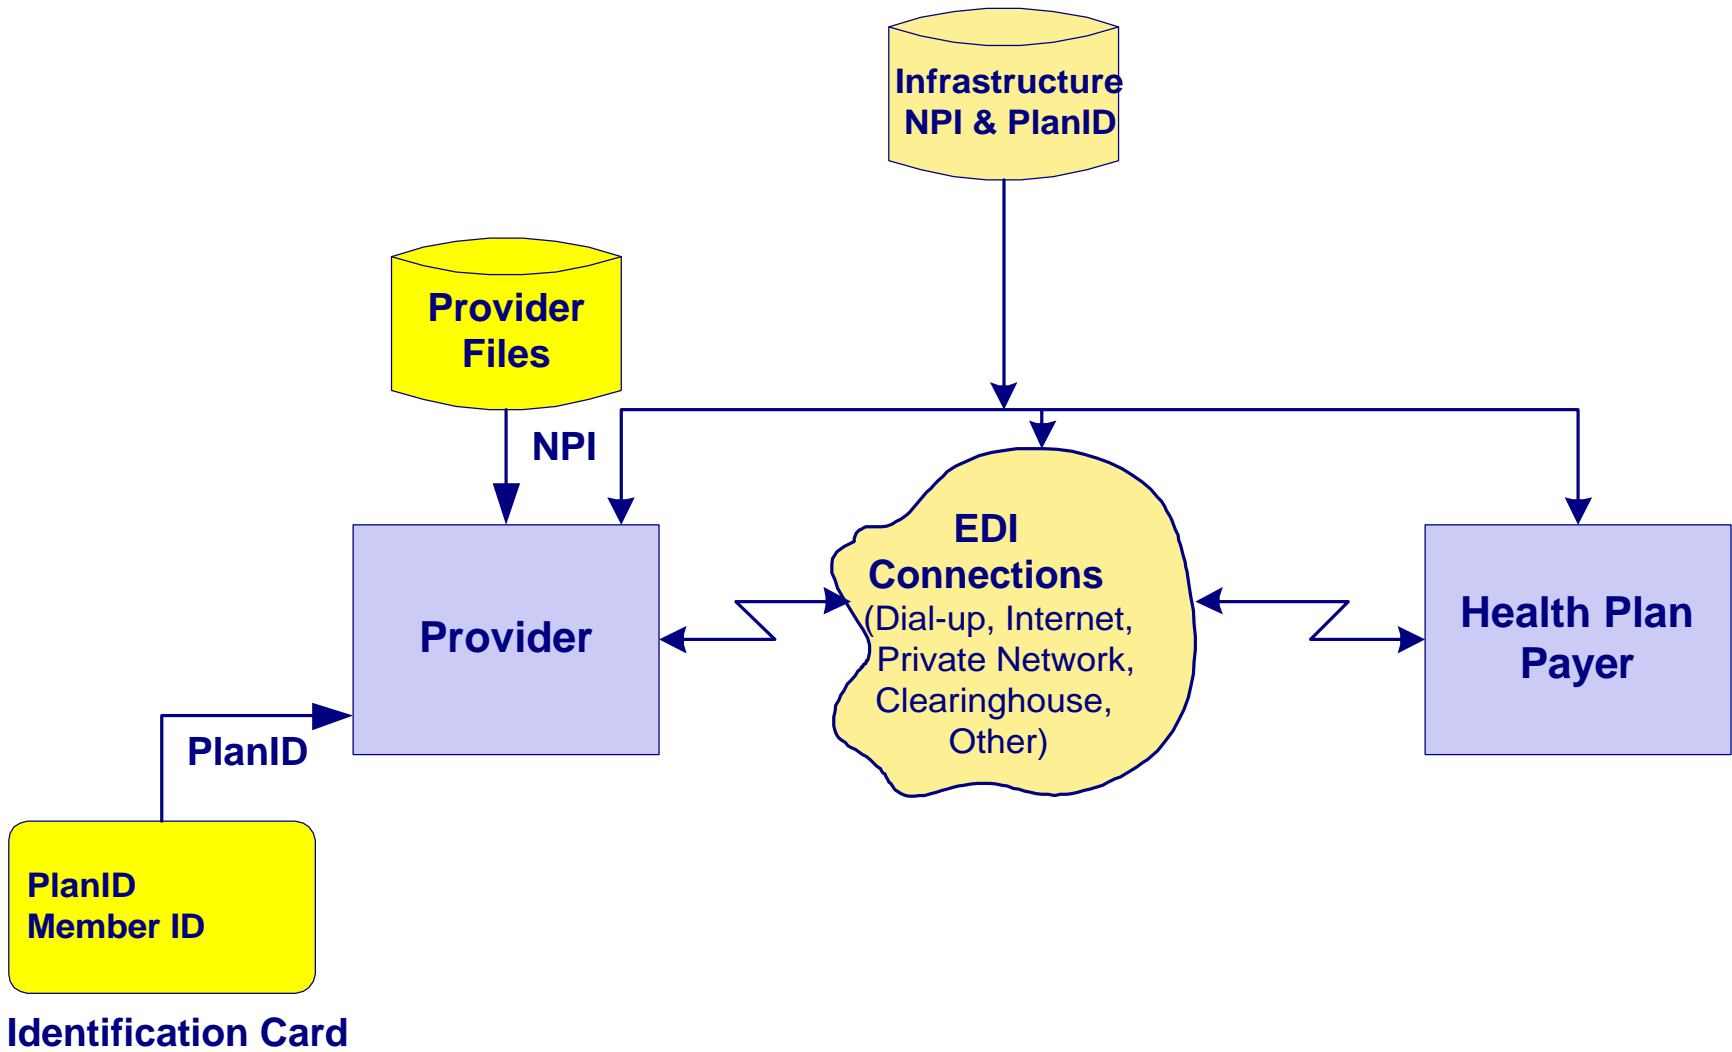 Infrastructure
NPI & PlanID
Provider
Files
NPI
EDI
Connections
(Dial-up, Internet,
Private Network,
Clearinghouse,
Other)
Provider
Health Plan
Payer
PlanID
PlanID
Member ID
Identification Card